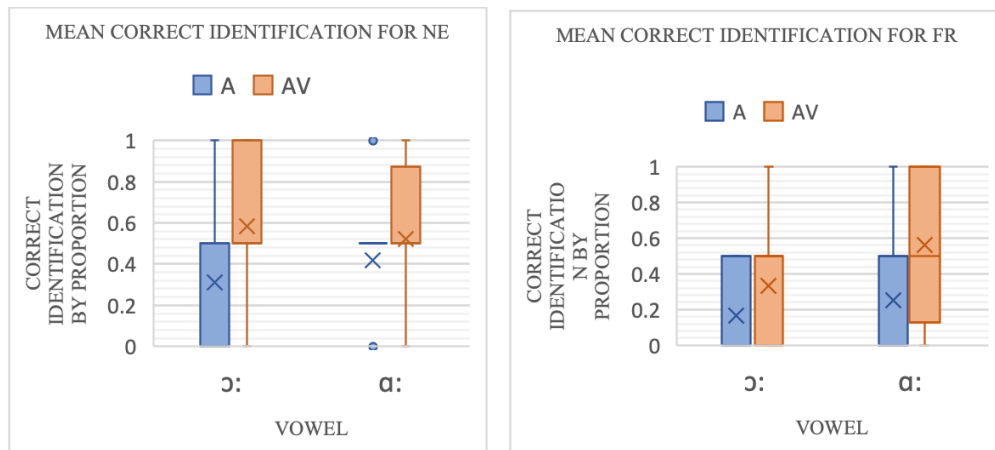 MEAN CORRECT IDENTIFICATION FOR NE
A AV
CORRECT
IDENTIFICATION
BY PROPORTION
1
0.8
0.6
0.4
0.2
0
ɔ: ɑ:
VOWEL
MEAN CORRECT IDENTIFICATION FOR FR
A AV
CORRECT
IDENTIFICATIO
N BY
PROPORTION
1
0.8
0.6
0.4
0.2
0
ɔ: ɑ:
VOWEL